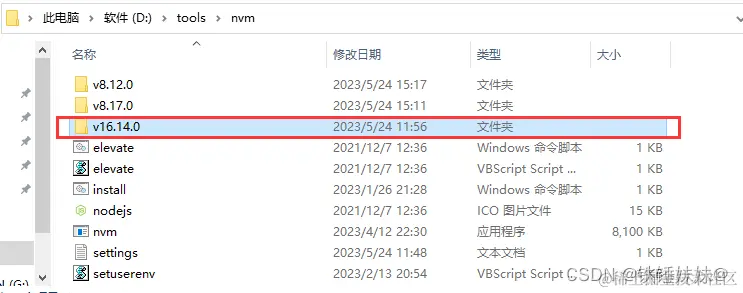 此电脑 › 软件 (D:) › tools › nvm
名称 修改日期 类型 大小
v8.12.0 2023/5/24 15:17 文件夹
v8.17.0 2023/5/24 15:11 文件夹
v16.14.0 2023/5/24 11:56 文件夹
elevate 2021/12/7 12:36 Windows 命令脚本 1 KB
elevate 2021/12/7 12:36 VBScript Script ... 1 KB
install 2023/1/26 21:28 Windows 命令脚本 1 KB
nodejs 2021/12/7 12:36 ICO 图片文件 15 KB
nvm 2023/4/12 22:30 应用程序 8,100 KB
settings 2023/5/24 11:48 文本文档 1 KB
setuserenv 2023/2/13 20:54 VBScript Script
(G:)
CSDN